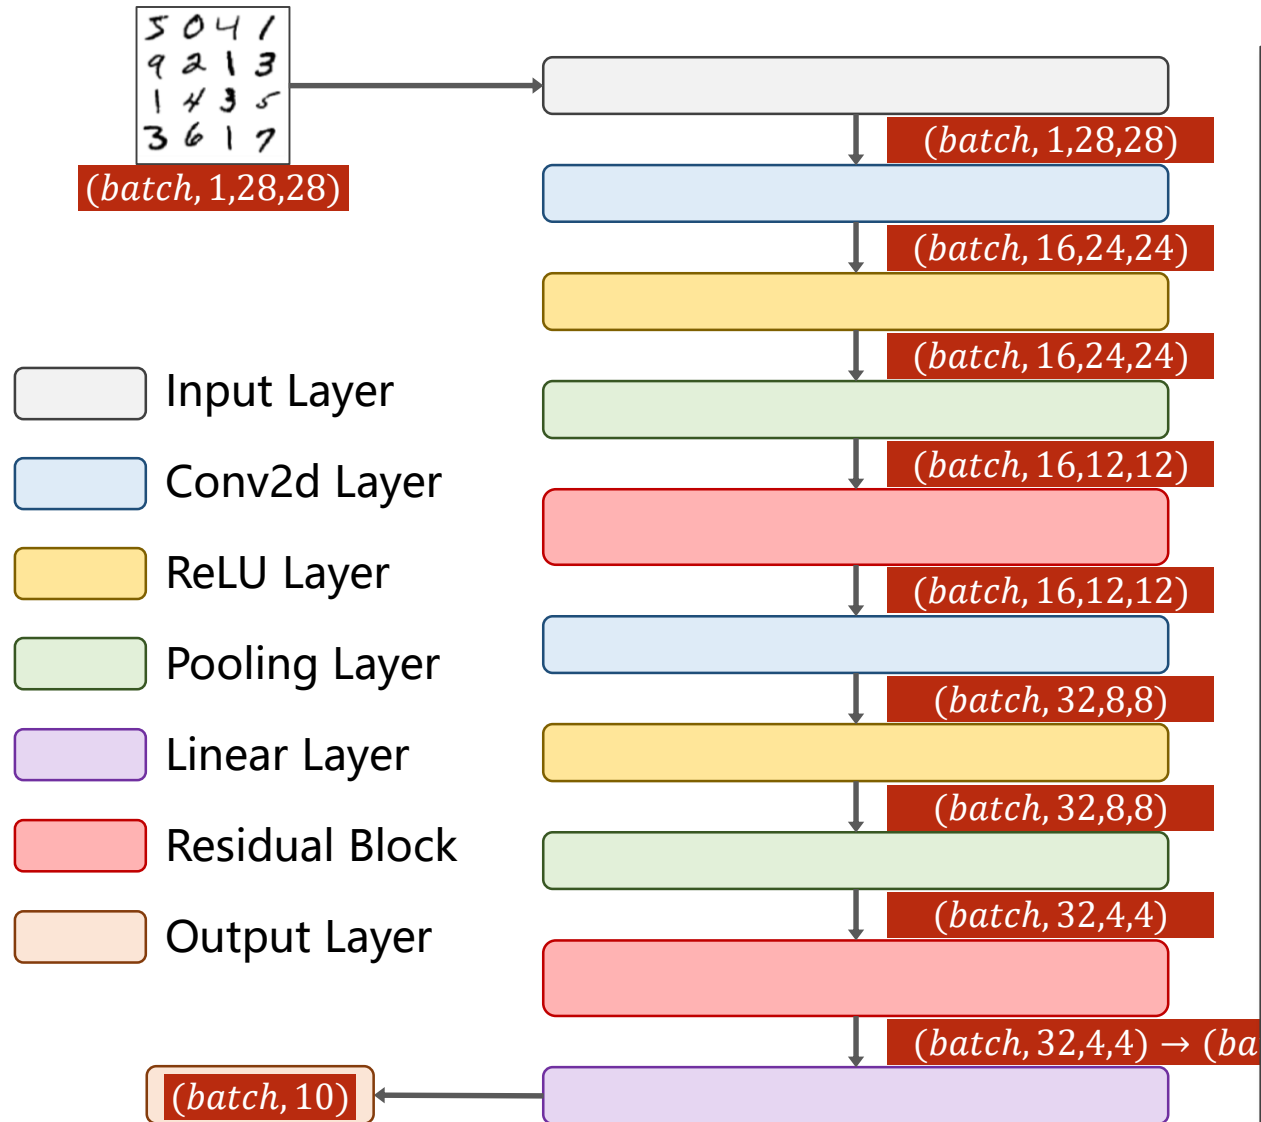 5 0 4 1
9 2 1 3
1 4 3 5
3 6 1 7
(batch, 1,28,28)
(batch, 1,28,28)
(batch, 16,24,24)
(batch, 16,24,24)
(batch, 16,12,12)
(batch, 16,12,12)
(batch, 32,8,8)
(batch, 32,8,8)
(batch, 32,4,4)
(batch, 32,4,4) → (ba
Input Layer
Conv2d Layer
ReLU Layer
Pooling Layer
Linear Layer
Residual Block
Output Layer
(batch, 10)